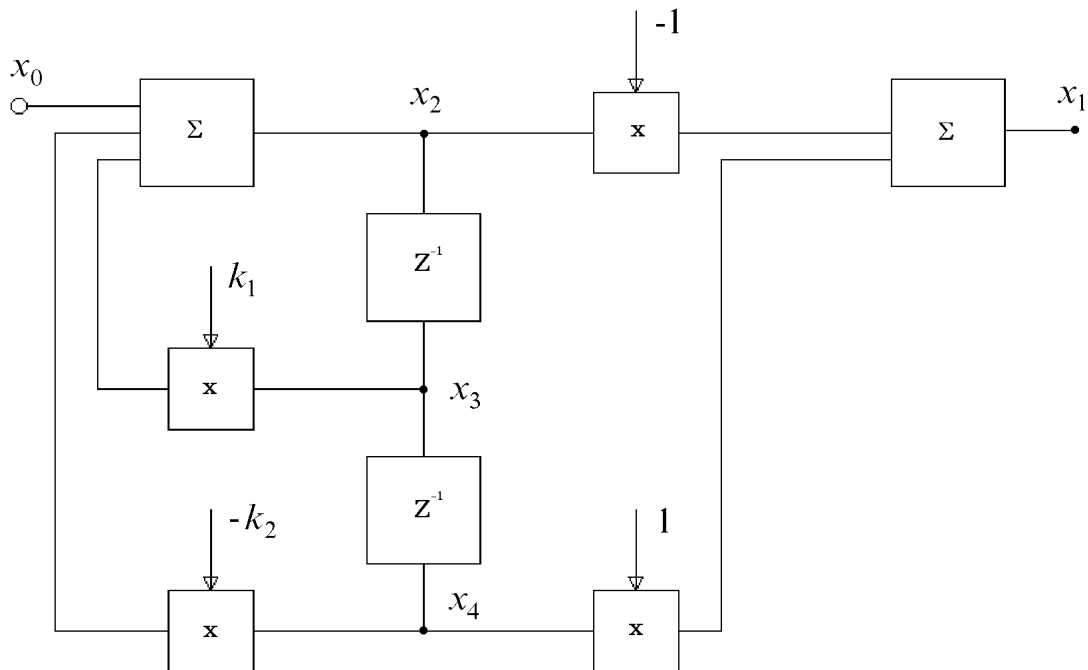 -1
x₀
x₂
x₁
Σ
x
Σ
Z⁻¹
k₁
x
x₃
Z⁻¹
-k₂
1
x₄
x
x